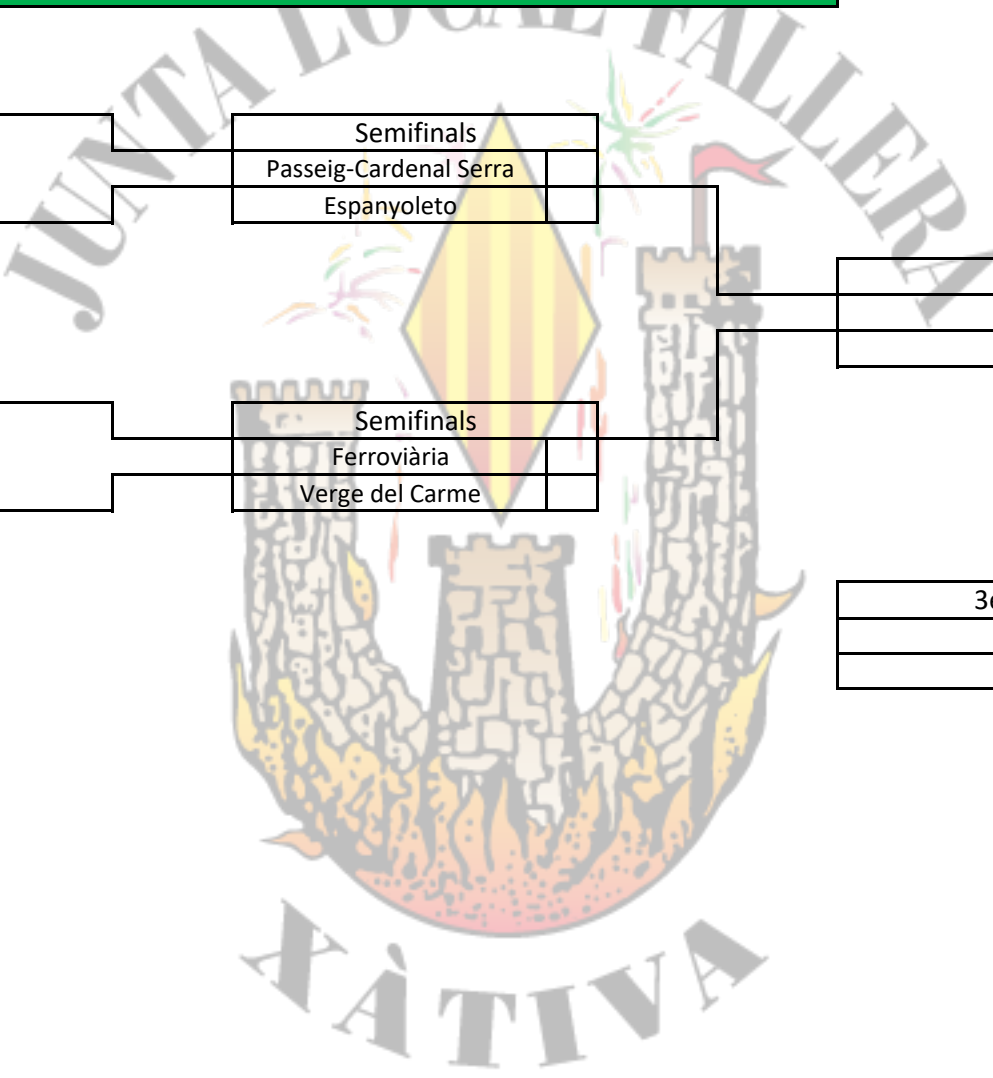 JUNTA LOCAL FALLERA
Semifinals
Passeig-Cardenal Serra
Espanyoleto
Semifinals
Ferroviària
Verge del Carme
XÀTIVA